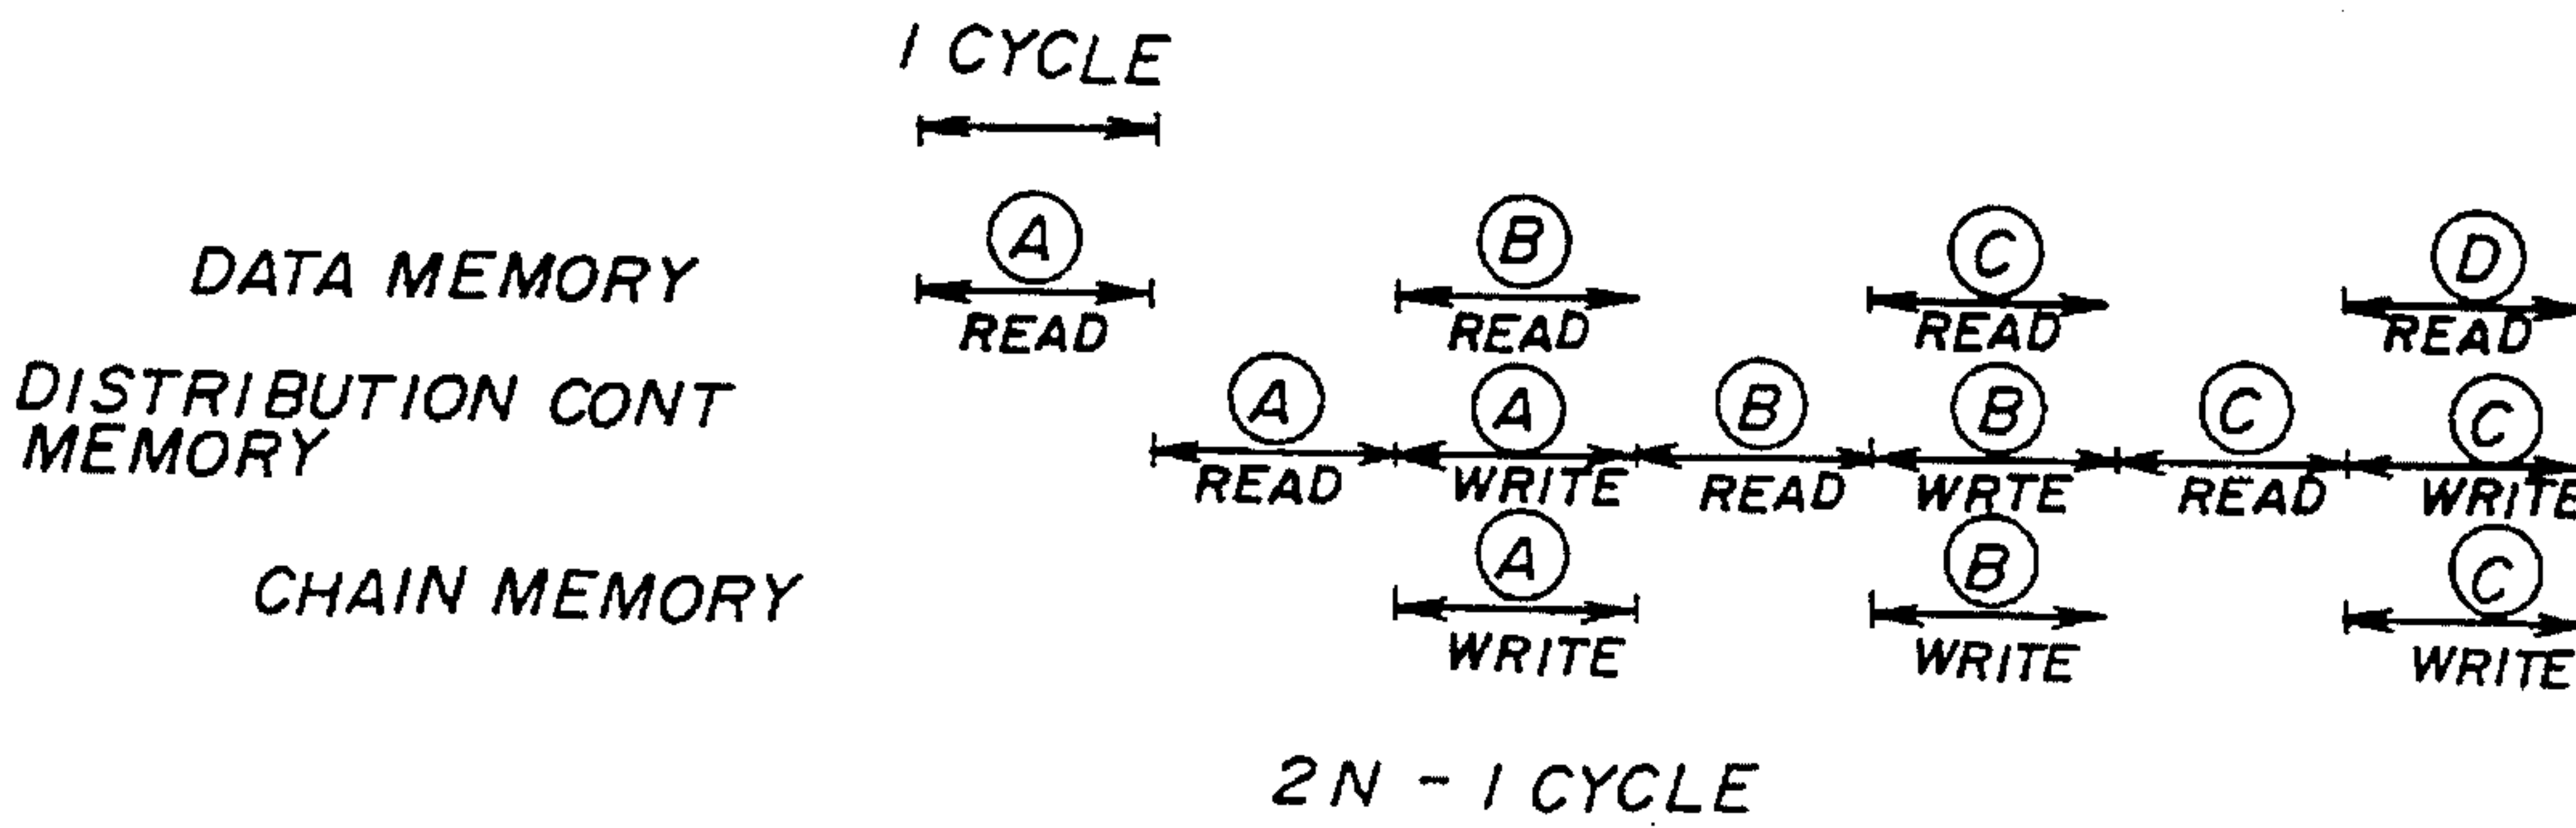 1 CYCLE
A B C D
DATA MEMORY
READ READ READ READ
A A B B C C
DISTRIBUTION CONT
MEMORY
READ WRITE READ WRTE READ WRITE
A B C
CHAIN MEMORY
WRITE WRITE WRITE
2N - 1 CYCLE